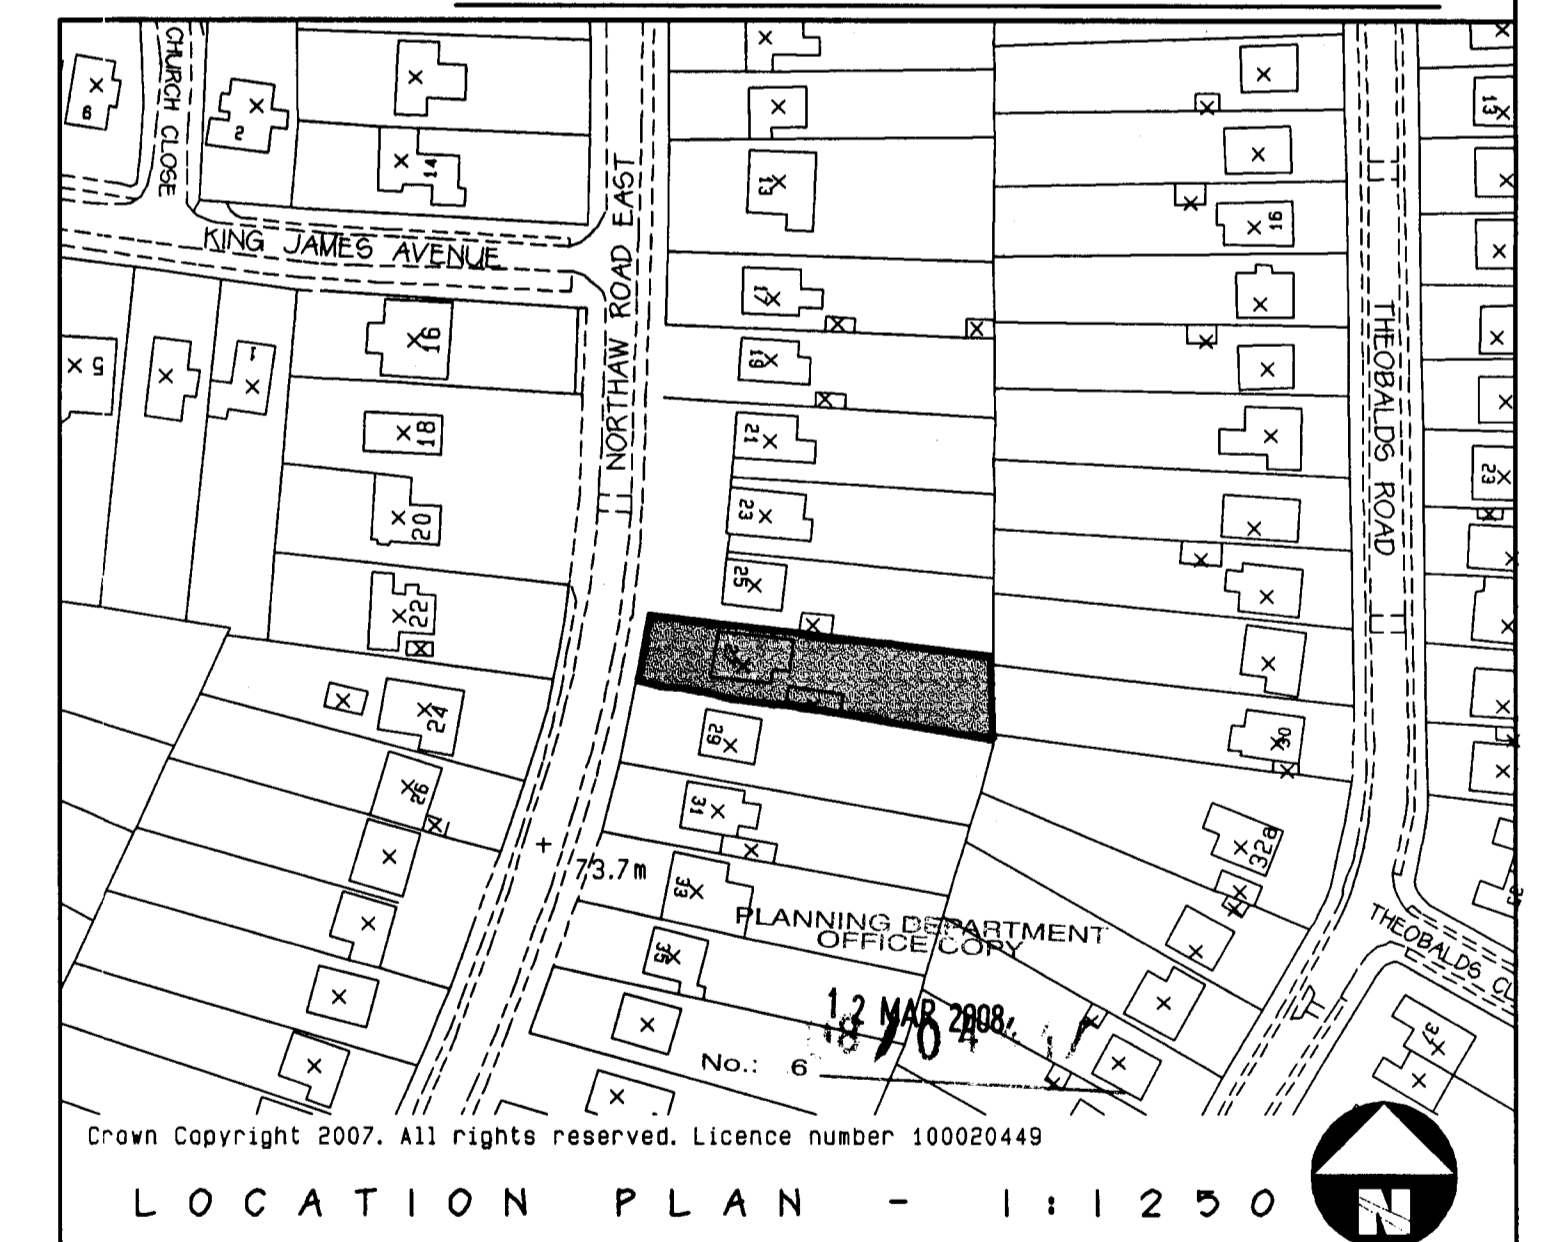 CHURCH CLOSE
KING JAMES AVENUE
NORTHAW ROAD EAST
THEOBALDS ROAD
6
2
14
13
13
16
17
16
5
1
19
18
21
23
20
23
25
22
27
24
29
30
26
31
32a
73.7m
33
35
THEOBALDS CL
37
PLANNING DEPARTMENT
OFFICE COPY
12 MAR 2008
No.: 6
Crown Copyright 2007. All rights reserved. Licence number 100020449
LOCATION PLAN - 1:1250
N